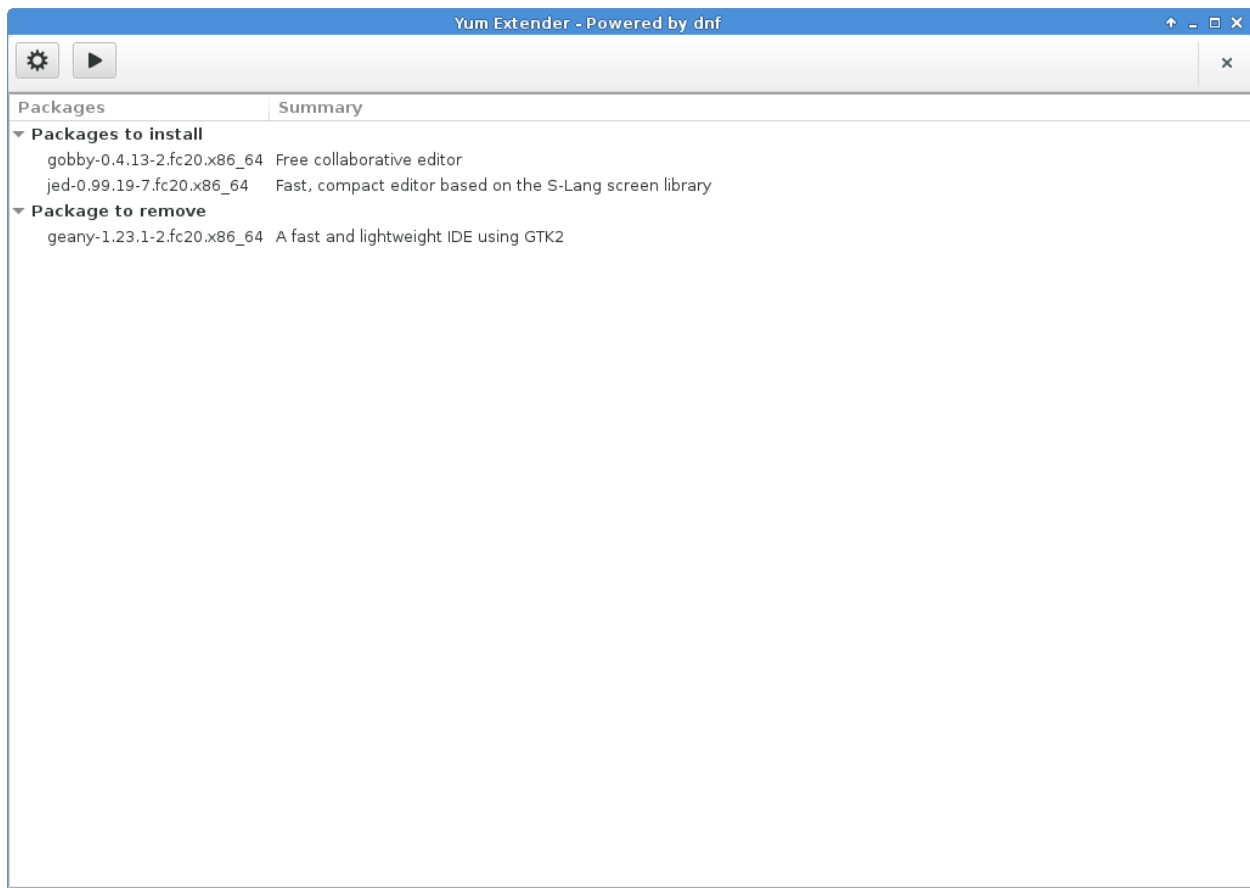 Yum Extender - Powered by dnf
Packages Summary
Packages to install
gobby-0.4.13-2.fc20.x86_64 Free collaborative editor
jed-0.99.19-7.fc20.x86_64 Fast, compact editor based on the S-Lang screen library
Package to remove
geany-1.23.1-2.fc20.x86_64 A fast and lightweight IDE using GTK2